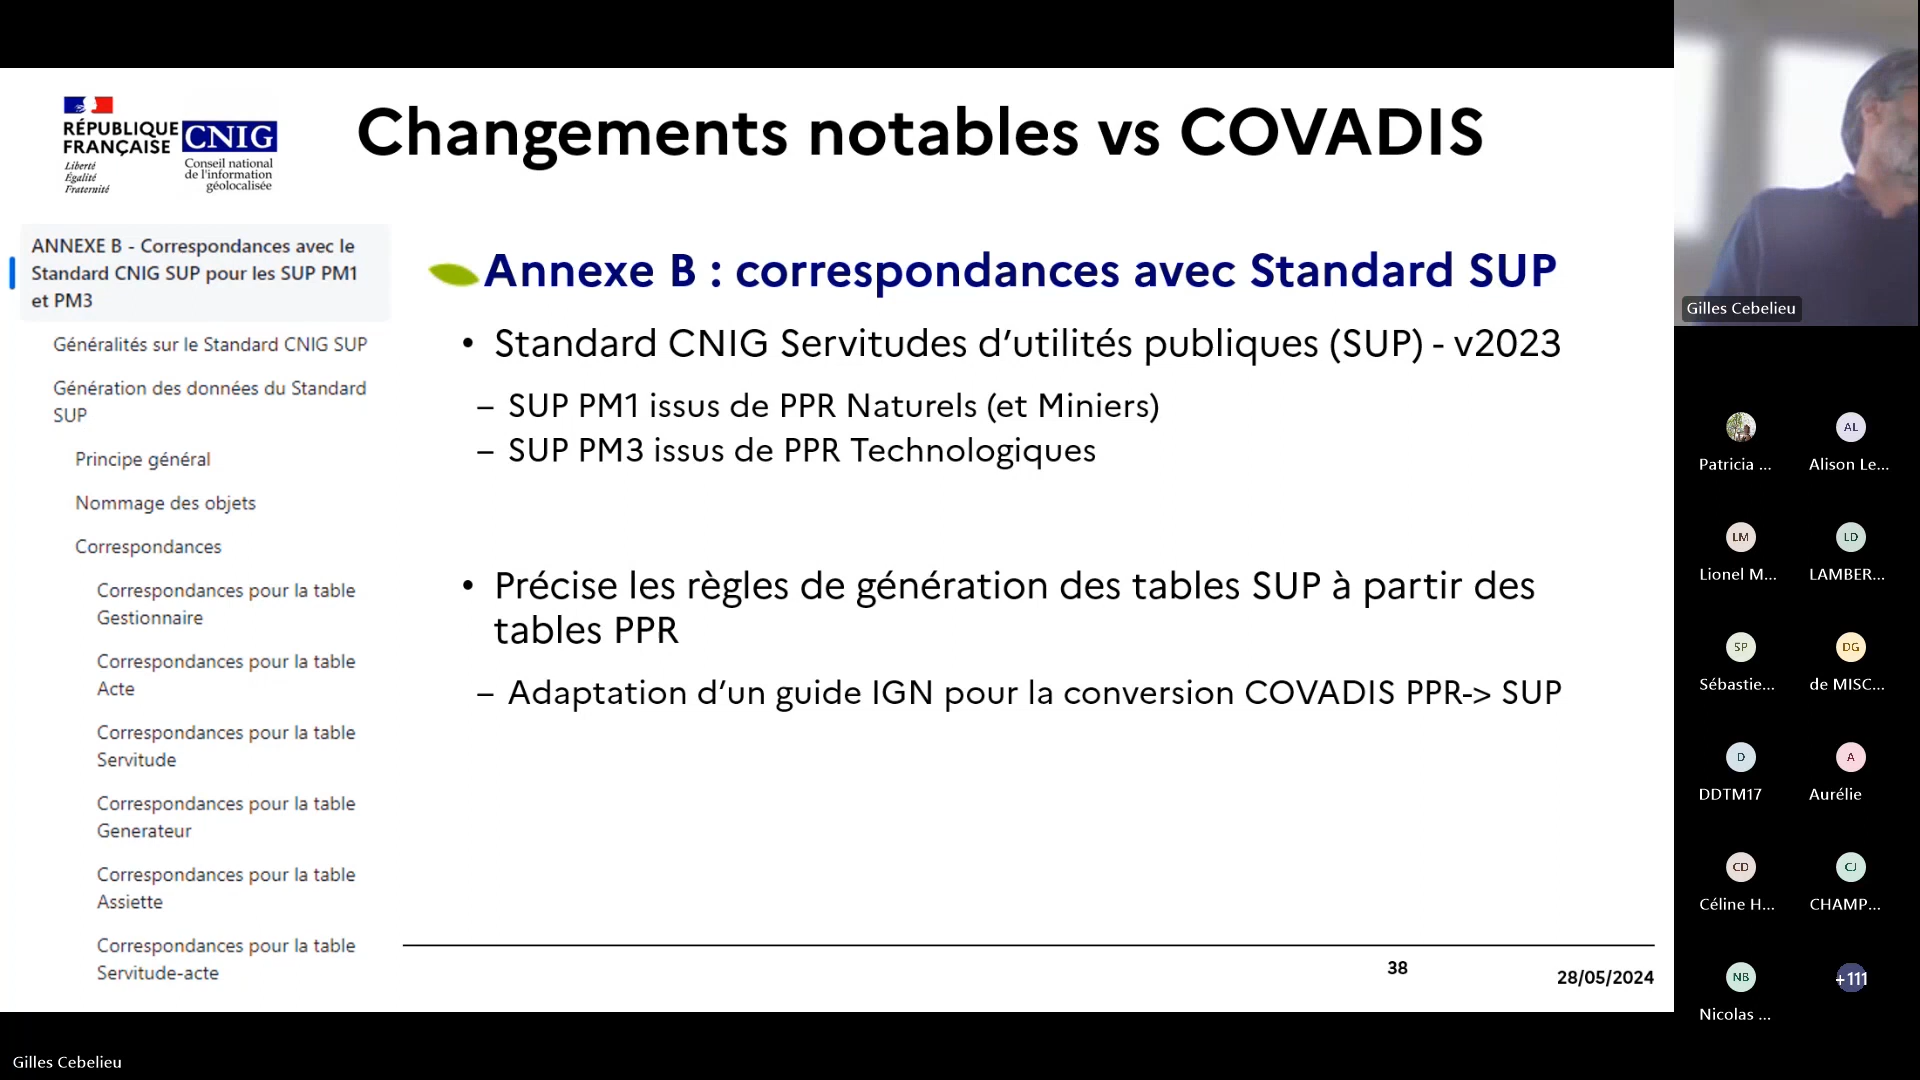 RÉPUBLIQUE
FRANÇAISE
Liberté
Égalité
Fraternité
CNIG
Conseil national
de l'information
géolocalisée
Changements notables vs COVADIS
ANNEXE B - Correspondances avec le
Standard CNIG SUP pour les SUP PM1
et PM3
Généralités sur le Standard CNIG SUP
Génération des données du Standard
SUP
Principe général
Nommage des objets
Correspondances
Correspondances pour la table
Gestionnaire
Correspondances pour la table
Acte
Correspondances pour la table
Servitude
Correspondances pour la table
Generateur
Correspondances pour la table
Assiette
Correspondances pour la table
Servitude-acte
Annexe B : correspondances avec Standard SUP
• Standard CNIG Servitudes d’utilités publiques (SUP) - v2023
– SUP PM1 issus de PPR Naturels (et Miniers)
– SUP PM3 issus de PPR Technologiques
• Précise les règles de génération des tables SUP à partir des
tables PPR
– Adaptation d’un guide IGN pour la conversion COVADIS PPR-> SUP
38
28/05/2024
Gilles Cebelieu
Patricia ...
AL
Alison Le...
LM
Lionel M...
LD
LAMBER...
SP
Sébastie...
DG
de MISC...
D
DDTM17
A
Aurélie
CD
Céline H...
CJ
CHAMP...
NB
Nicolas ...
+111
Gilles Cebelieu